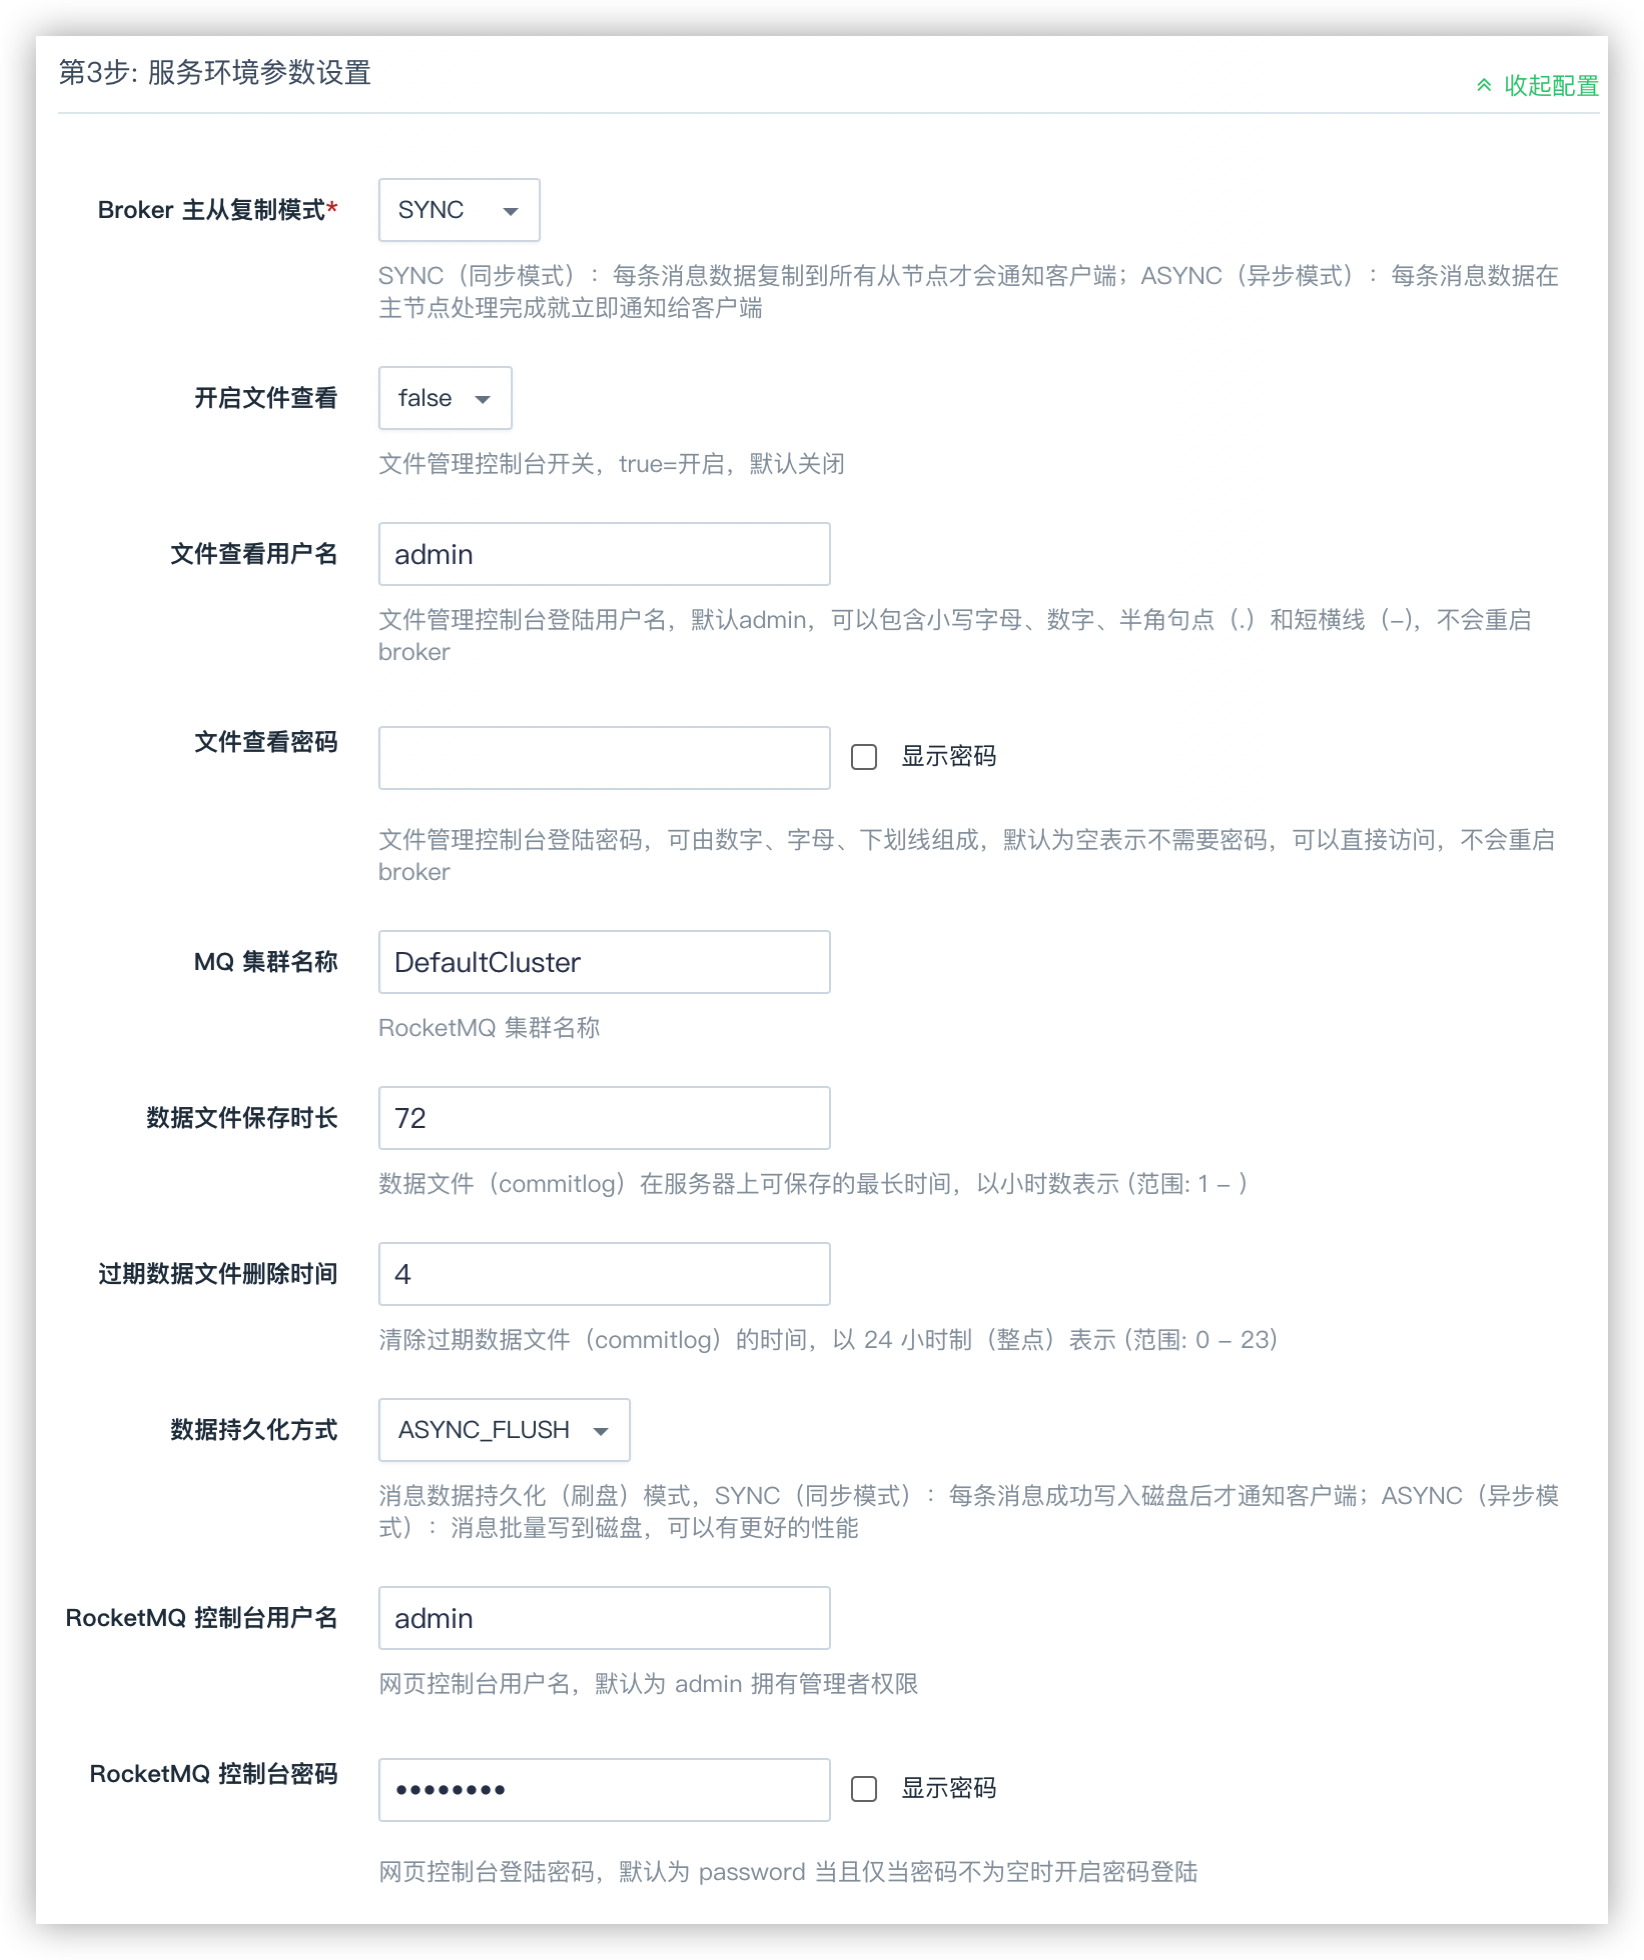 第3步: 服务环境参数设置
收起配置
Broker 主从复制模式*
SYNC
SYNC（同步模式）：每条消息数据复制到所有从节点才会通知客户端；ASYNC（异步模式）：每条消息数据在
主节点处理完成就立即通知给客户端
开启文件查看
false
文件管理控制台开关，true=开启，默认关闭
文件查看用户名
admin
文件管理控制台登陆用户名，默认admin，可以包含小写字母、数字、半角句点（.）和短横线（-)，不会重启
broker
文件查看密码
显示密码
文件管理控制台登陆密码，可由数字、字母、下划线组成，默认为空表示不需要密码，可以直接访问，不会重启
broker
MQ 集群名称
DefaultCluster
RocketMQ 集群名称
数据文件保存时长
72
数据文件（commitlog）在服务器上可保存的最长时间，以小时数表示 (范围: 1 - )
过期数据文件删除时间
4
清除过期数据文件（commitlog）的时间，以 24 小时制（整点）表示 (范围: 0 - 23)
数据持久化方式
ASYNC_FLUSH
消息数据持久化（刷盘）模式，SYNC（同步模式）：每条消息成功写入磁盘后才通知客户端；ASYNC（异步模
式）：消息批量写到磁盘，可以有更好的性能
RocketMQ 控制台用户名
admin
网页控制台用户名，默认为 admin 拥有管理者权限
RocketMQ 控制台密码
••••••••
显示密码
网页控制台登陆密码，默认为 password 当且仅当密码不为空时开启密码登陆